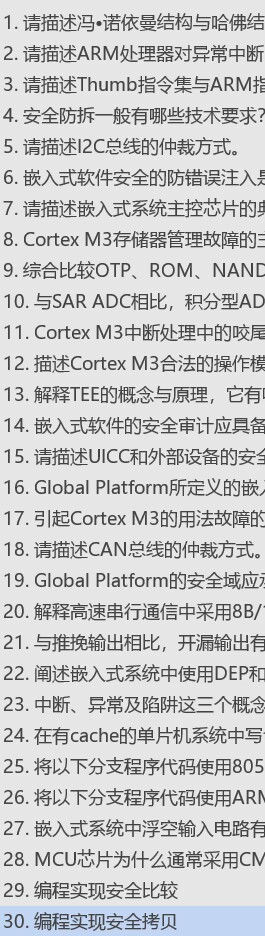 1. 请描述冯•诺依曼结构与哈佛结
2. 请描述ARM处理器对异常中断
3. 请描述Thumb指令集与ARM指
4. 安全防拆一般有哪些技术要求?
5. 请描述I2C总线的仲裁方式。
6. 嵌入式软件安全的防错误注入是
7. 请描述嵌入式系统主控芯片的典
8. Cortex M3存储器管理故障的主
9. 综合比较OTP、ROM、NAND
10. 与SAR ADC相比，积分型AD
11. Cortex M3中断处理中的咬尾
12. 描述Cortex M3合法的操作模
13. 解释TEE的概念与原理，它有
14. 嵌入式软件的安全审计应具备
15. 请描述UICC和外部设备的安全
16. Global Platform所定义的嵌入
17. 引起Cortex M3的用法故障的
18. 请描述CAN总线的仲裁方式。
19. Global Platform的安全域应
20. 解释高速串行通信中采用8B/1
21. 与推挽输出相比，开漏输出有
22. 阐述嵌入式系统中使用DEP和
23. 中断、异常及陷阱这三个概念
24. 在有cache的单片机系统中写
25. 将以下分支程序代码使用805
26. 将以下分支程序代码使用ARM
27. 嵌入式系统中浮空输入电路有
28. MCU芯片为什么通常采用CM
29. 编程实现安全比较
30. 编程实现安全拷贝